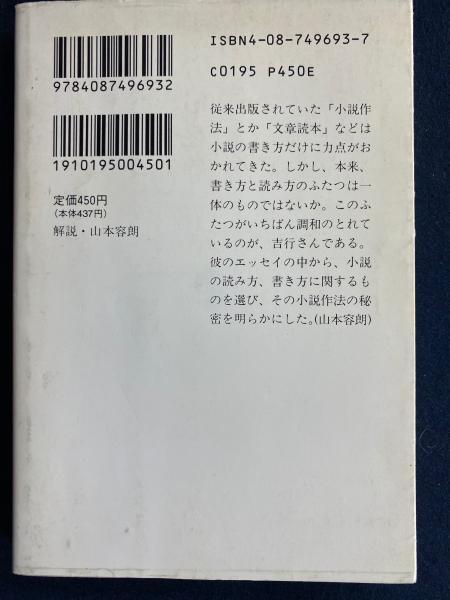 ISBN4-08-749693-7
C0195 P450E
9784087496932
1910195004501
定価450円
(本体437円)
解説・山本容朗
従来出版されていた「小説作
法」とか「文章読本」などは
小説の書き方だけに力点がお
かれてきた。しかし、本来、
書き方と読み方のふたつは一
体のものではないか。このふ
たつがいちばん調和のとれて
いるのが、吉行さんである。
彼のエッセイの中から、小説
の読み方、書き方に関するも
のを選び、その小説作法の秘
密を明らかにした。(山本容朗)